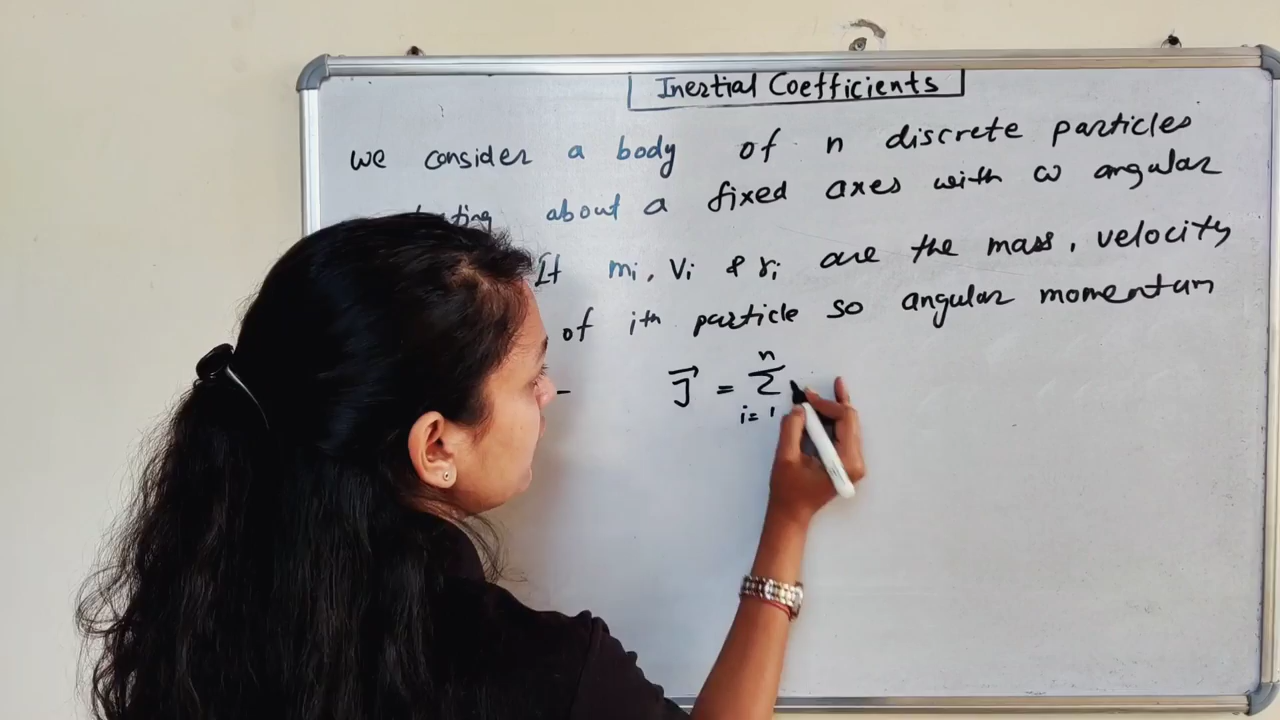 Inertial Coefficients
we consider a body of n discrete particles
about a fixed axes with ω angular
If mi, Vi & ri are the mass, velocity
of ith particle so angular momentum
- J⃗ = n Σ i=1